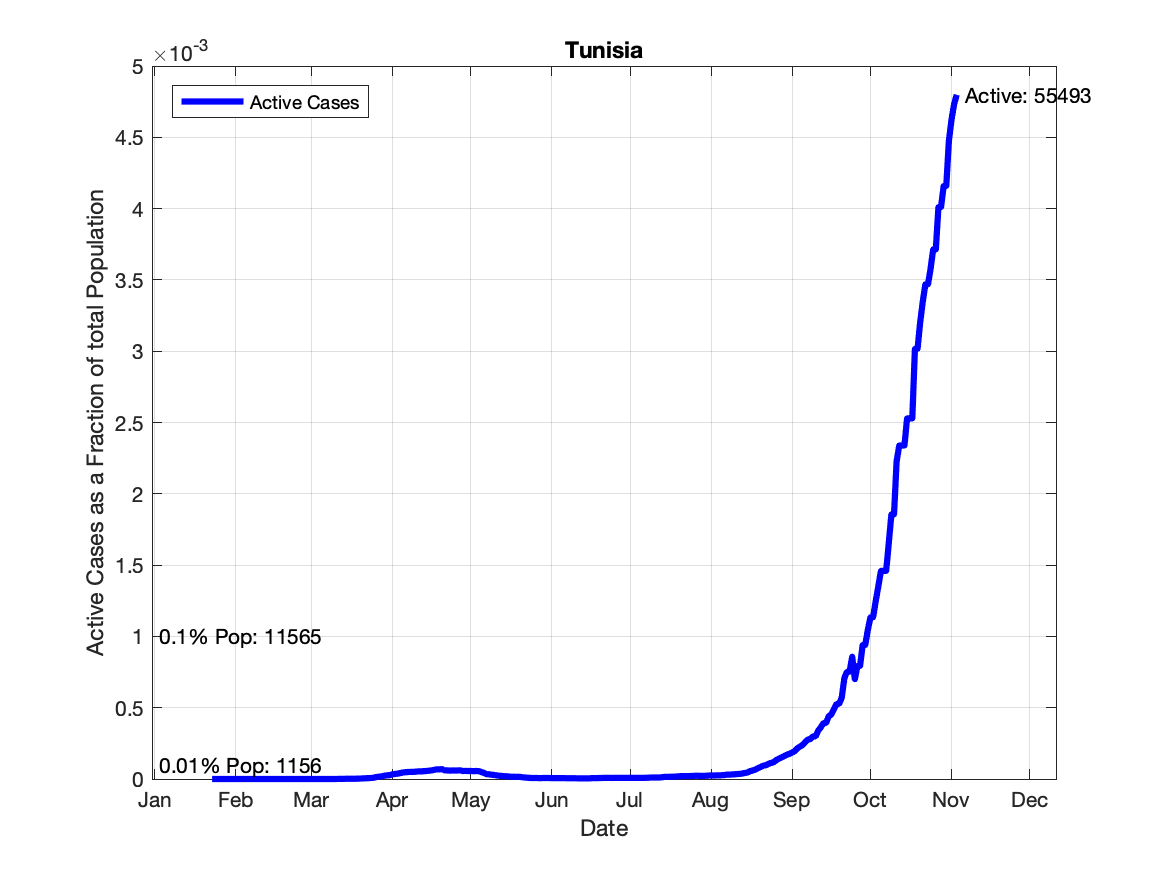 Tunisia
×10-3
5
4.5
4
3.5
3
2.5
2
1.5
1
0.5
0
Active Cases as a Fraction of total Population
Active Cases
Active: 55493
0.1% Pop: 11565
0.01% Pop: 1156
Jan Feb Mar Apr May Jun Jul Aug Sep Oct Nov Dec
Date